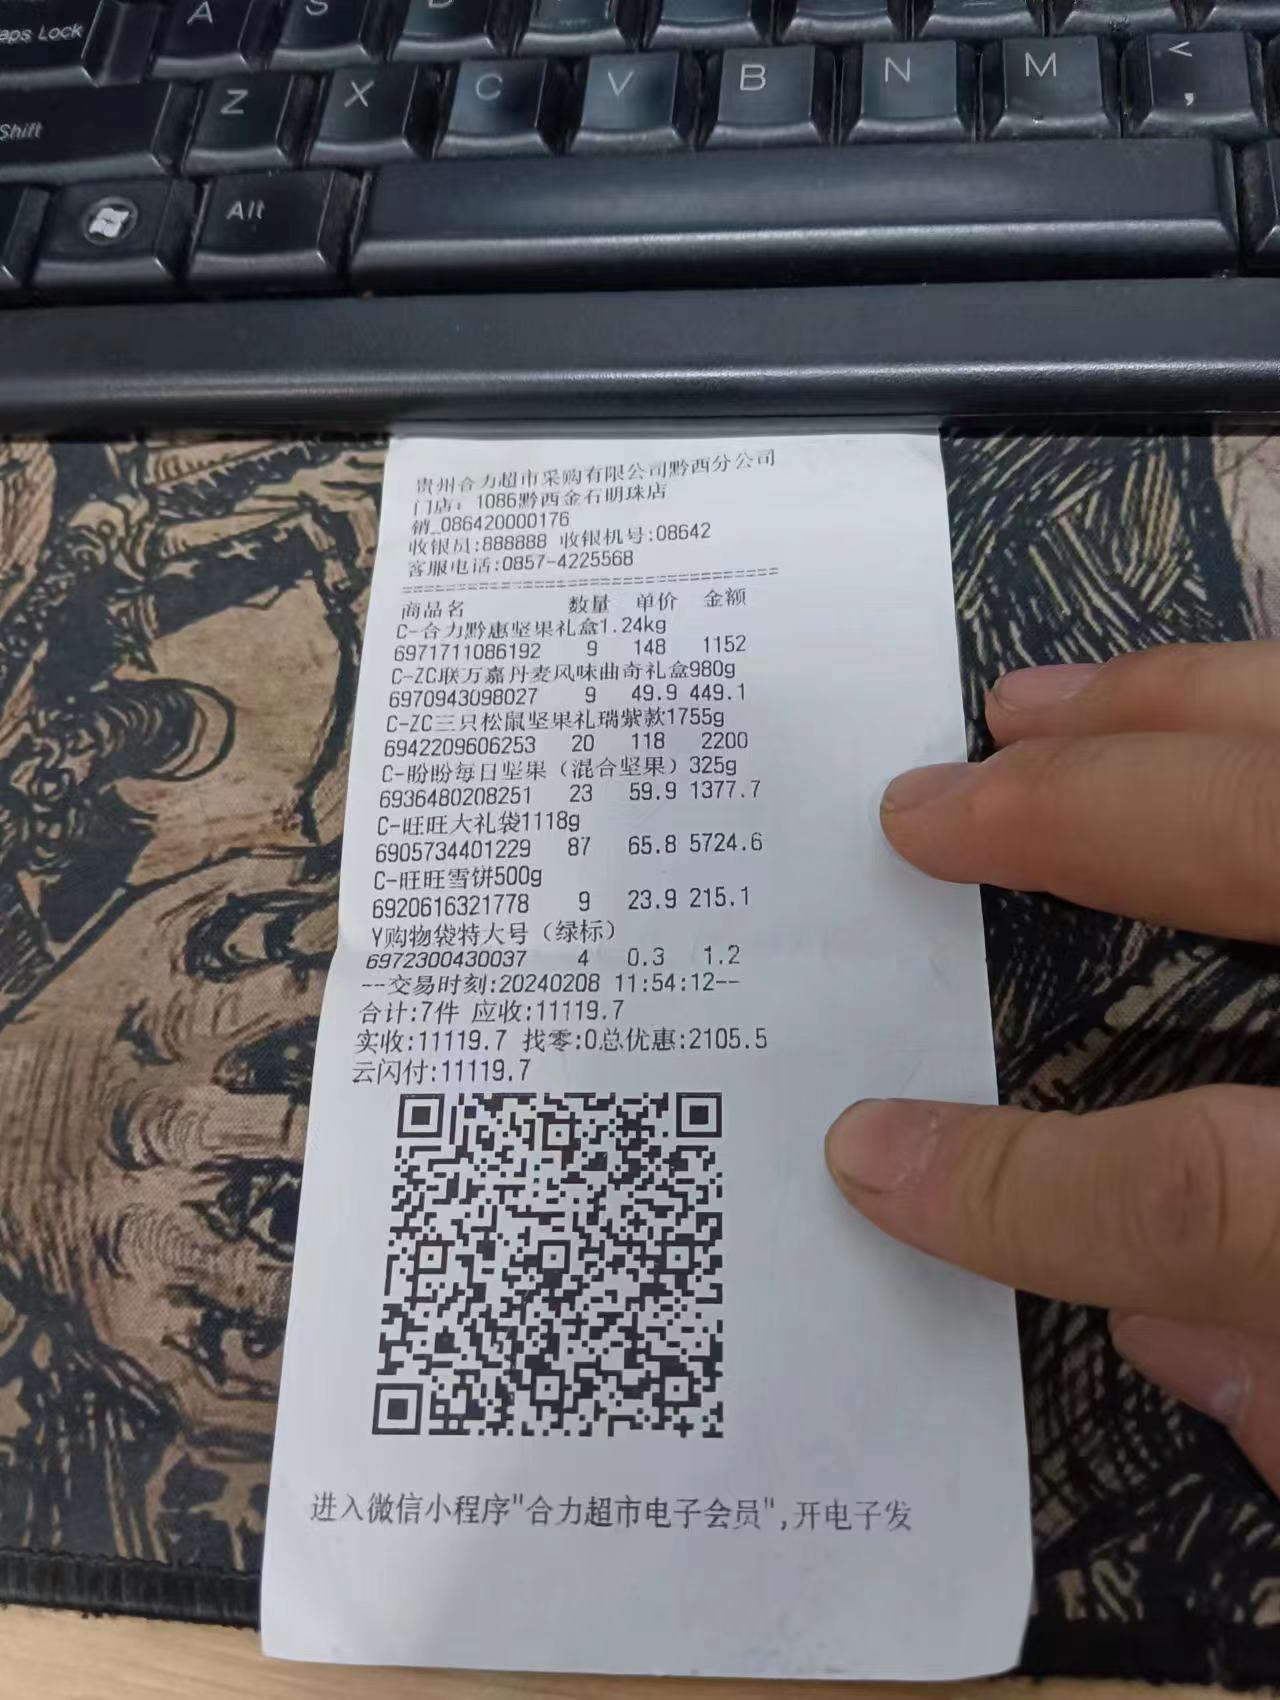 A S D
aps Lock
Z X C V B N M < ,
Shift
Alt
贵州合力超市采购有限公司黔西分公司
门店：1086黔西金石明珠店
销_086420000176
收银员:888888 收银机号:08642
客服电话:0857-4225568
====================================
商品名 数量 单价 金额
C-合力黔惠坚果礼盒1.24kg
6971711086192 9 148 1152
C-ZC联万嘉丹麦风味曲奇礼盒980g
6970943098027 9 49.9 449.1
C-ZC三只松鼠坚果礼瑞紫款1755g
6942209606253 20 118 2200
C-盼盼每日坚果（混合坚果）325g
6936480208251 23 59.9 1377.7
C-旺旺大礼袋1118g
6905734401229 87 65.8 5724.6
C-旺旺雪饼500g
6920616321778 9 23.9 215.1
Y购物袋特大号（绿标）
6972300430037 4 0.3 1.2
--交易时刻:20240208 11:54:12--
合计:7件 应收:11119.7
实收:11119.7 找零:0总优惠:2105.5
云闪付:11119.7
进入微信小程序"合力超市电子会员",开电子发